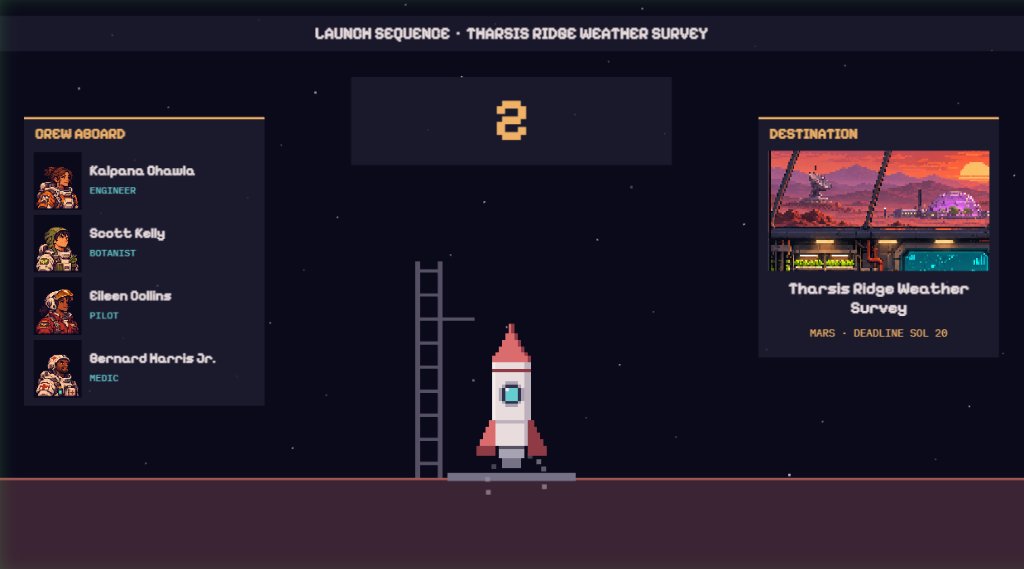 LAUNCH SEQUENCE · THARSIS RIDGE WEATHER SURVEY
2
CREW ABOARD
Kalpana Chawla
ENGINEER
Scott Kelly
BOTANIST
Eileen Collins
PILOT
Bernard Harris Jr.
MEDIC
DESTINATION
Tharsis Ridge Weather
Survey
MARS · DEADLINE SOL 20